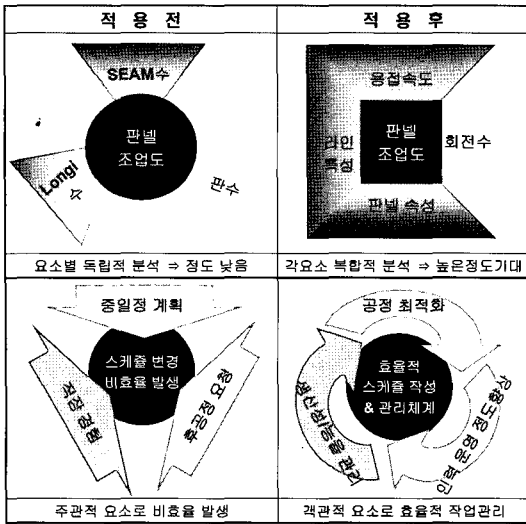 적 용 전
적 용 후
SEAM수
판넬
조업도
Longi
수
판수
용접속도
라인
특성
판넬
조업도
회전수
판넬 속성
요소별 독립적 분석 ⇒ 정도 낮음
각요소 복합적 분석 ⇒ 높은정도기대
중일정 계획
스케쥴 변경
비효율 발생
직장 경험
후공정 요청
공정 최적화
효율적
스케쥴 작성
& 관리체계
생산성/능률 관리
인력 운영 정도향상
주관적 요소로 비효율 발생
객관적 요소로 효율적 작업관리